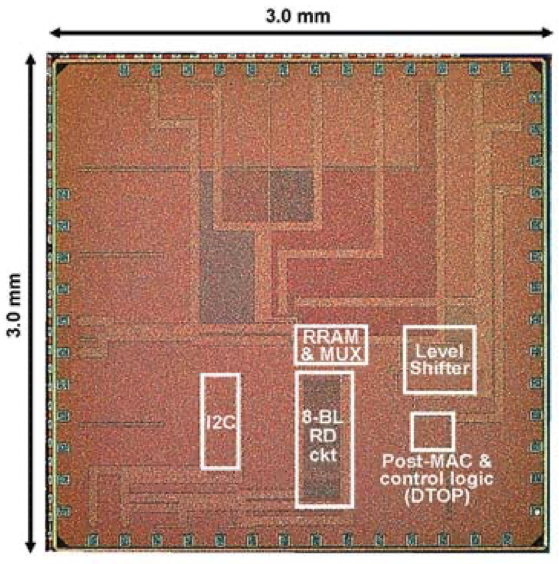 3.0 mm
3.0 mm
RRAM
& MUX
Level
Shifter
I2C
8-BL
RD
ckt
Post-MAC &
control logic
(DTOP)